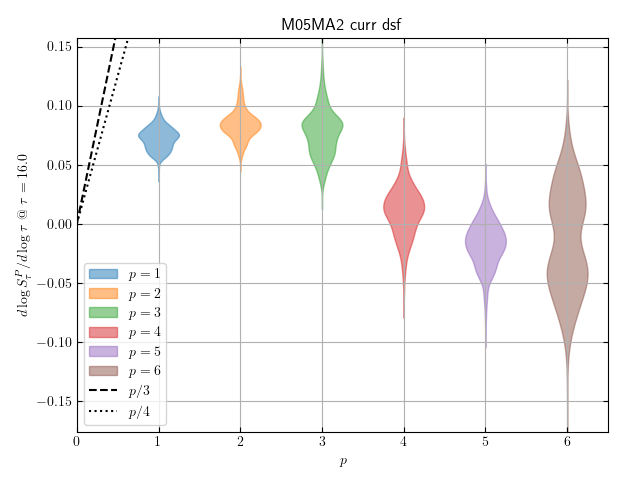 M05MA2 curr dsf
d log S_τ^P / d log τ @ τ = 16.0
0.15
0.10
0.05
0.00
−0.05
−0.10
−0.15
p = 1
p = 2
p = 3
p = 4
p = 5
p = 6
p/3
p/4
0 1 2 3 4 5 6
p